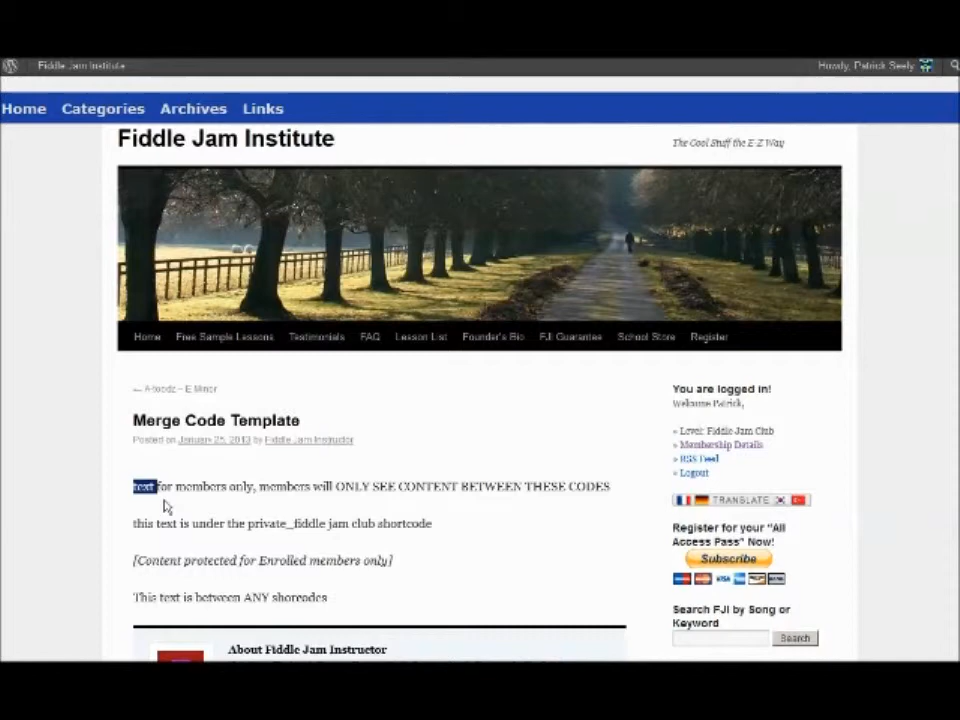 Fiddle Jam Institute
Howdy, Patrick Seely
Home Categories Archives Links
Fiddle Jam Institute
The Cool Stuff the E-Z Way
Home Free Sample Lessons Testimonials FAQ Lesson List Founder's Bio FJI Guarantee School Store Register
← A-toodz – E Minor
Merge Code Template
Posted on January 25, 2013 by Fiddle Jam Instructor
text for members only, members will ONLY SEE CONTENT BETWEEN THESE CODES
this text is under the private_fiddle jam club shortcode
[Content protected for Enrolled members only]
This text is between ANY shorcodes
About Fiddle Jam Instructor
You are logged in!
Welcome Patrick,
» Level: Fiddle Jam Club
» Membership Details
» RSS Feed
» Logout
TRANSLATE
Register for your "All
Access Pass" Now!
Subscribe
VISA
Search FJI by Song or
Keyword
Search